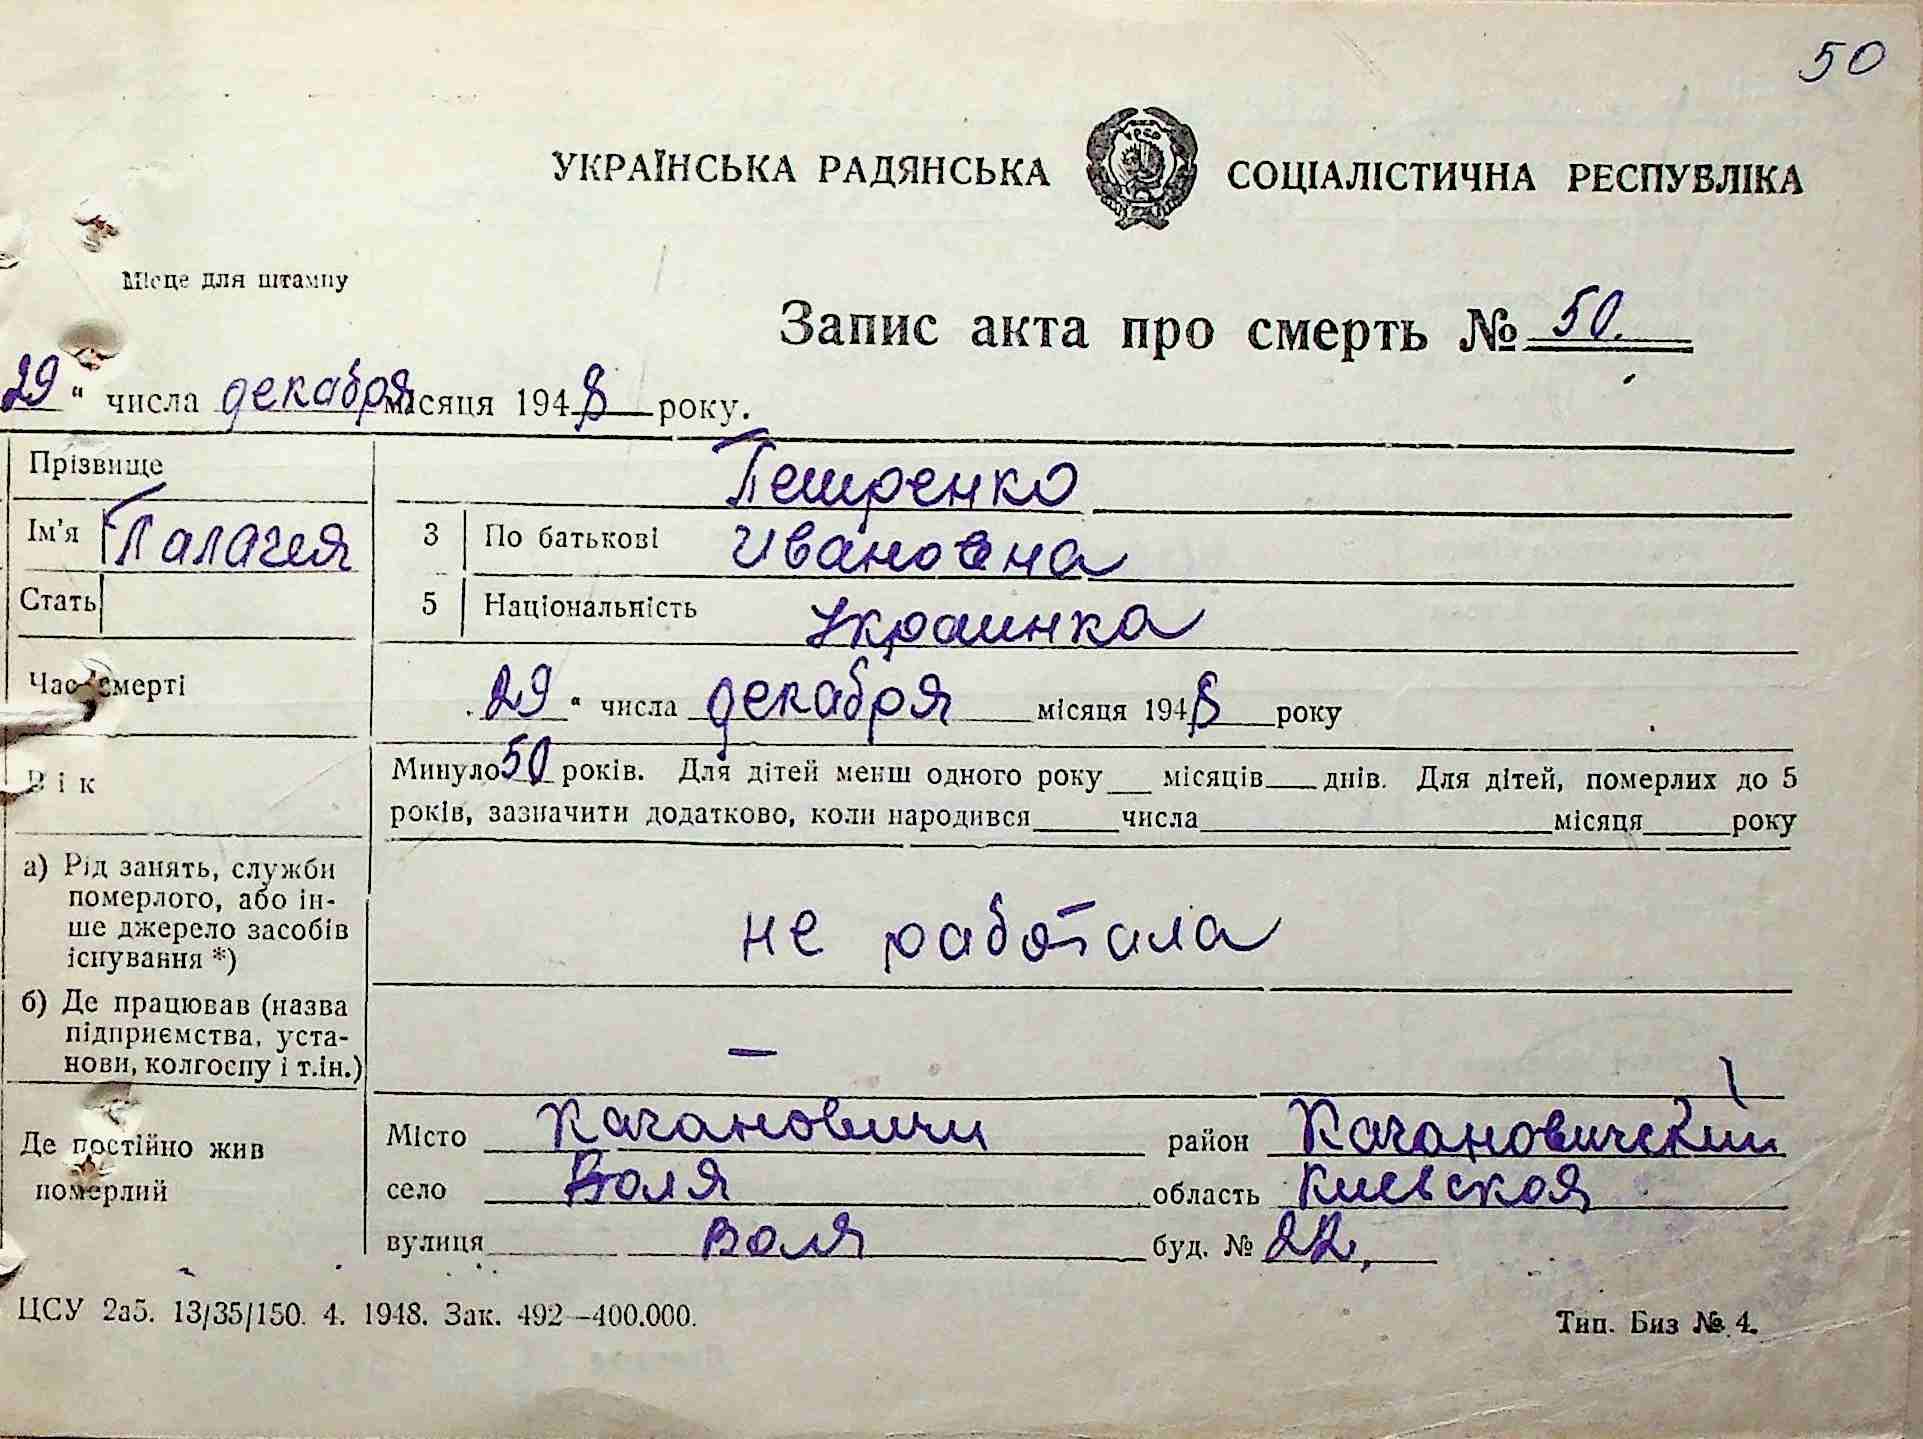 50
УКРАЇНСЬКА РАДЯНСЬКА СОЦІАЛІСТИЧНА РЕСПУБЛІКА
УРСР
Місце для штампу
Запис акта про смерть № 50.
29 " числа декабря місяця 1948 року.
Прізвище Петренко
Ім'я Палагея 3 По батькові Ивановна
Стать 5 Національність Украинка
Час смерті 29 " числа декабря місяця 1948 року
Вік Минуло 50 років. Для дітей менш одного року місяців днів. Для дітей, померлих до 5
років, зазначити додатково, коли народився числа місяця року
а) Рід занять, служби
померлого, або ін-
ше джерело засобів
існування *) не работала
б) Де працював (назва
підприємства, уста-
нови, колгоспу і т.ін.) —
Де постійно жив
померлий
Місто Кагановичи район Кагановичский
село Воля область Киевская
вулиця Воля буд. № 22,
ЦСУ 2а5. 13/35/150. 4. 1948. Зак. 492—400.000. Тип. Биз № 4.